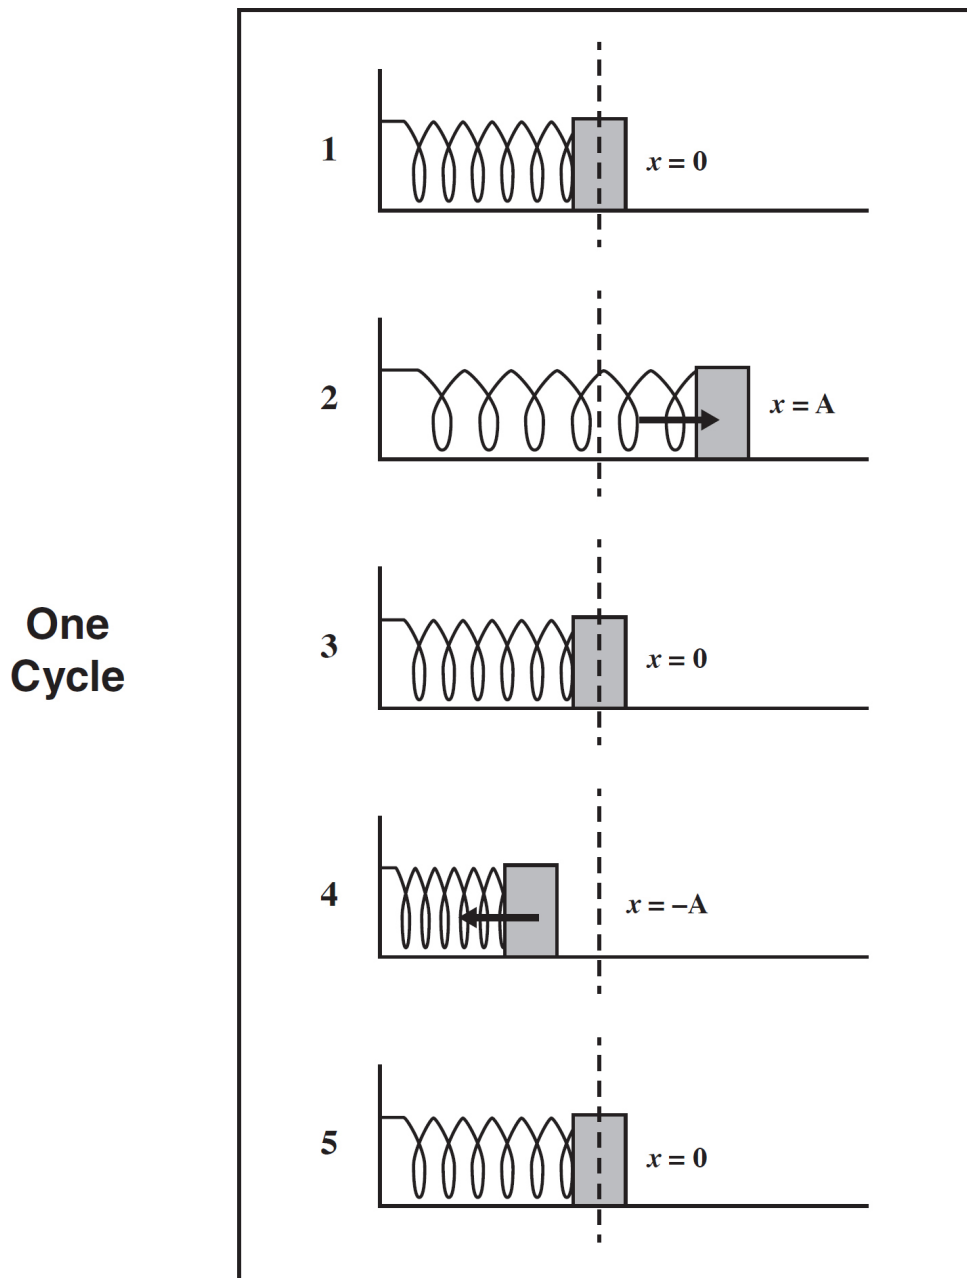 1
x = 0
2
x = A
3
x = 0
One
Cycle
4
x = –A
5
x = 0